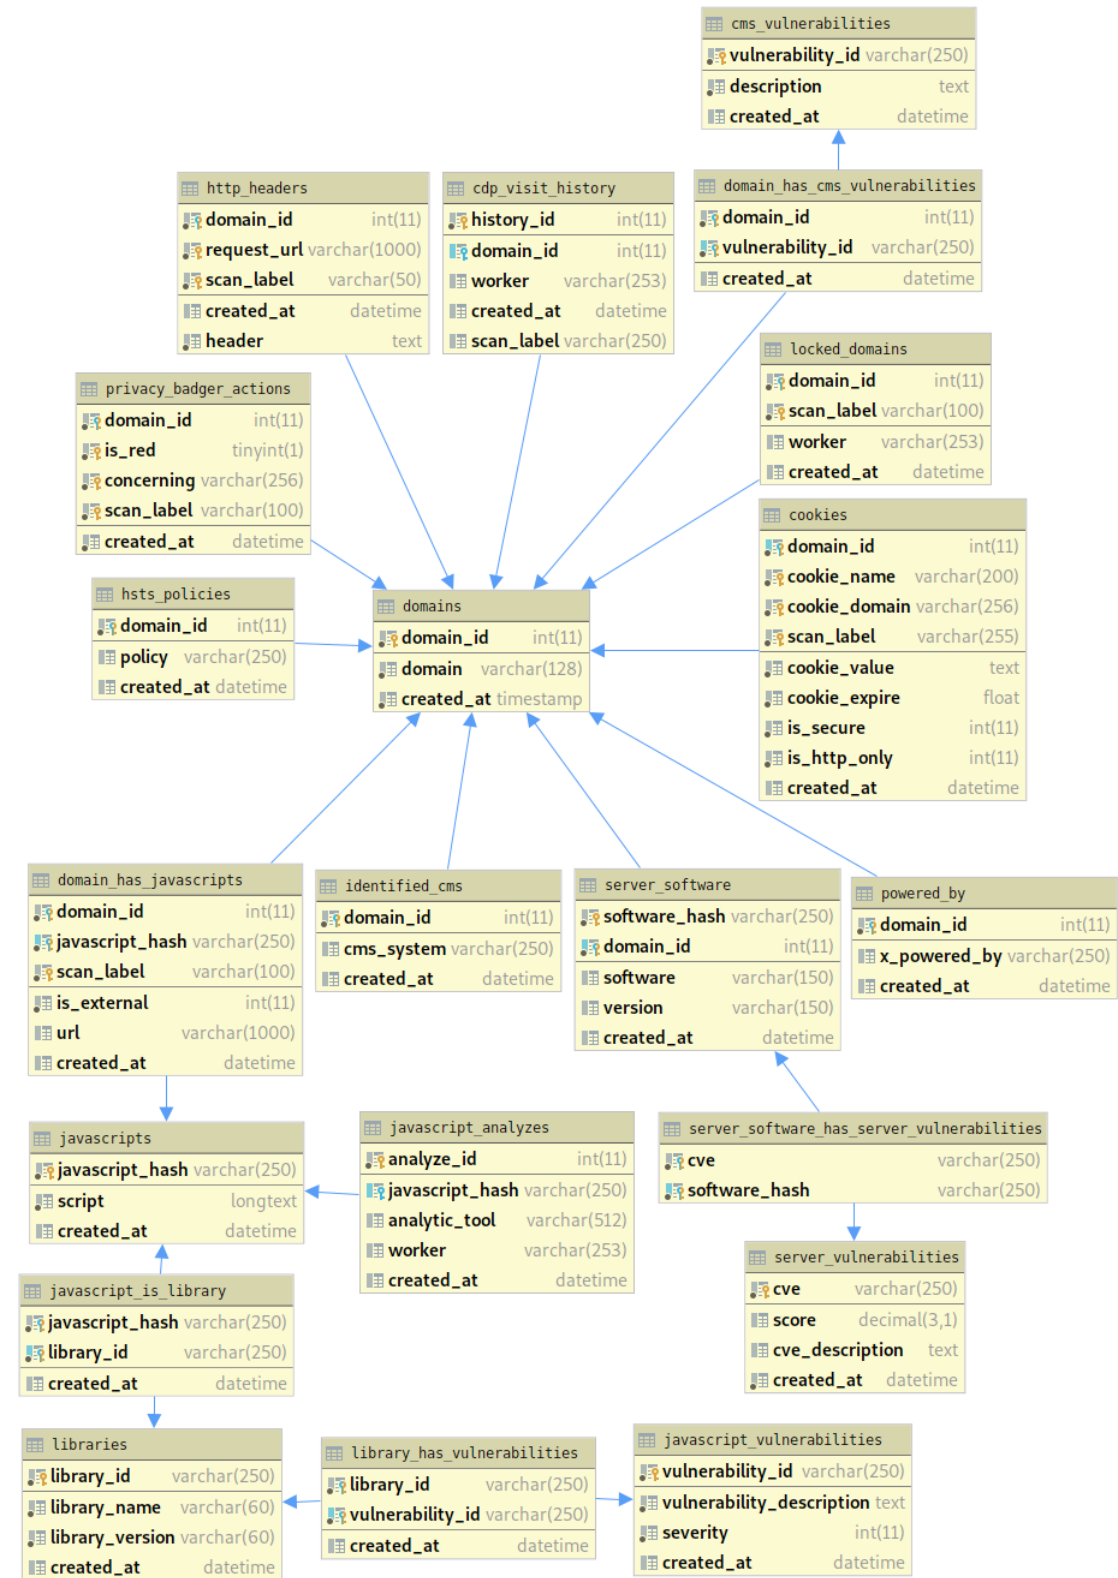 cms_vulnerabilities
vulnerability_id varchar(250)
description text
created_at datetime
http_headers
domain_id int(11)
request_url varchar(1000)
scan_label varchar(50)
created_at datetime
header text
cdp_visit_history
history_id int(11)
domain_id int(11)
worker varchar(253)
created_at datetime
scan_label varchar(250)
domain_has_cms_vulnerabilities
domain_id int(11)
vulnerability_id varchar(250)
created_at datetime
locked_domains
domain_id int(11)
scan_label varchar(100)
worker varchar(253)
created_at datetime
privacy_badger_actions
domain_id int(11)
is_red tinyint(1)
concerning varchar(256)
scan_label varchar(100)
created_at datetime
cookies
domain_id int(11)
cookie_name varchar(200)
cookie_domain varchar(256)
scan_label varchar(255)
cookie_value text
cookie_expire float
is_secure int(11)
is_http_only int(11)
created_at datetime
hsts_policies
domain_id int(11)
policy varchar(250)
created_at datetime
domains
domain_id int(11)
domain varchar(128)
created_at timestamp
domain_has_javascripts
domain_id int(11)
javascript_hash varchar(250)
scan_label varchar(100)
is_external int(11)
url varchar(1000)
created_at datetime
identified_cms
domain_id int(11)
cms_system varchar(250)
created_at datetime
server_software
software_hash varchar(250)
domain_id int(11)
software varchar(150)
version varchar(150)
created_at datetime
powered_by
domain_id int(11)
x_powered_by varchar(250)
created_at datetime
javascripts
javascript_hash varchar(250)
script longtext
created_at datetime
javascript_analyzes
analyze_id int(11)
javascript_hash varchar(250)
analytic_tool varchar(512)
worker varchar(253)
created_at datetime
server_software_has_server_vulnerabilities
cve varchar(250)
software_hash varchar(250)
server_vulnerabilities
cve varchar(250)
score decimal(3,1)
cve_description text
created_at datetime
javascript_is_library
javascript_hash varchar(250)
library_id varchar(250)
created_at datetime
libraries
library_id varchar(250)
library_name varchar(60)
library_version varchar(60)
created_at datetime
library_has_vulnerabilities
library_id varchar(250)
vulnerability_id varchar(250)
created_at datetime
javascript_vulnerabilities
vulnerability_id varchar(250)
vulnerability_description text
severity int(11)
created_at datetime